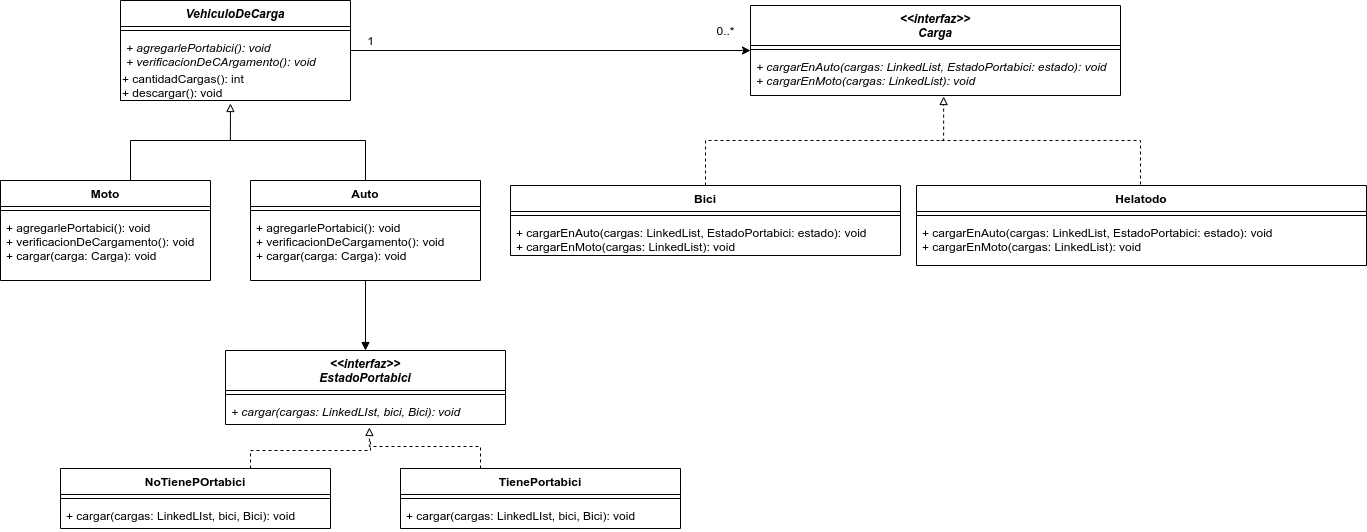 VehiculoDeCarga
+ agregarlePortabici(): void
+ verificacionDeCArgamento(): void
+ cantidadCargas(): int
+ descargar(): void
1
0..*
<<interfaz>>
Carga
+ cargarEnAuto(cargas: LinkedList, EstadoPortabici: estado): void
+ cargarEnMoto(cargas: LinkedList): void
Moto
+ agregarlePortabici(): void
+ verificacionDeCargamento(): void
+ cargar(carga: Carga): void
Auto
+ agregarlePortabici(): void
+ verificacionDeCargamento(): void
+ cargar(carga: Carga): void
Bici
+ cargarEnAuto(cargas: LinkedList, EstadoPortabici: estado): void
+ cargarEnMoto(cargas: LinkedList): void
Helatodo
+ cargarEnAuto(cargas: LinkedList, EstadoPortabici: estado): void
+ cargarEnMoto(cargas: LinkedList): void
<<interfaz>>
EstadoPortabici
+ cargar(cargas: LinkedLIst, bici, Bici): void
NoTienePOrtabici
+ cargar(cargas: LinkedLIst, bici, Bici): void
TienePortabici
+ cargar(cargas: LinkedLIst, bici, Bici): void